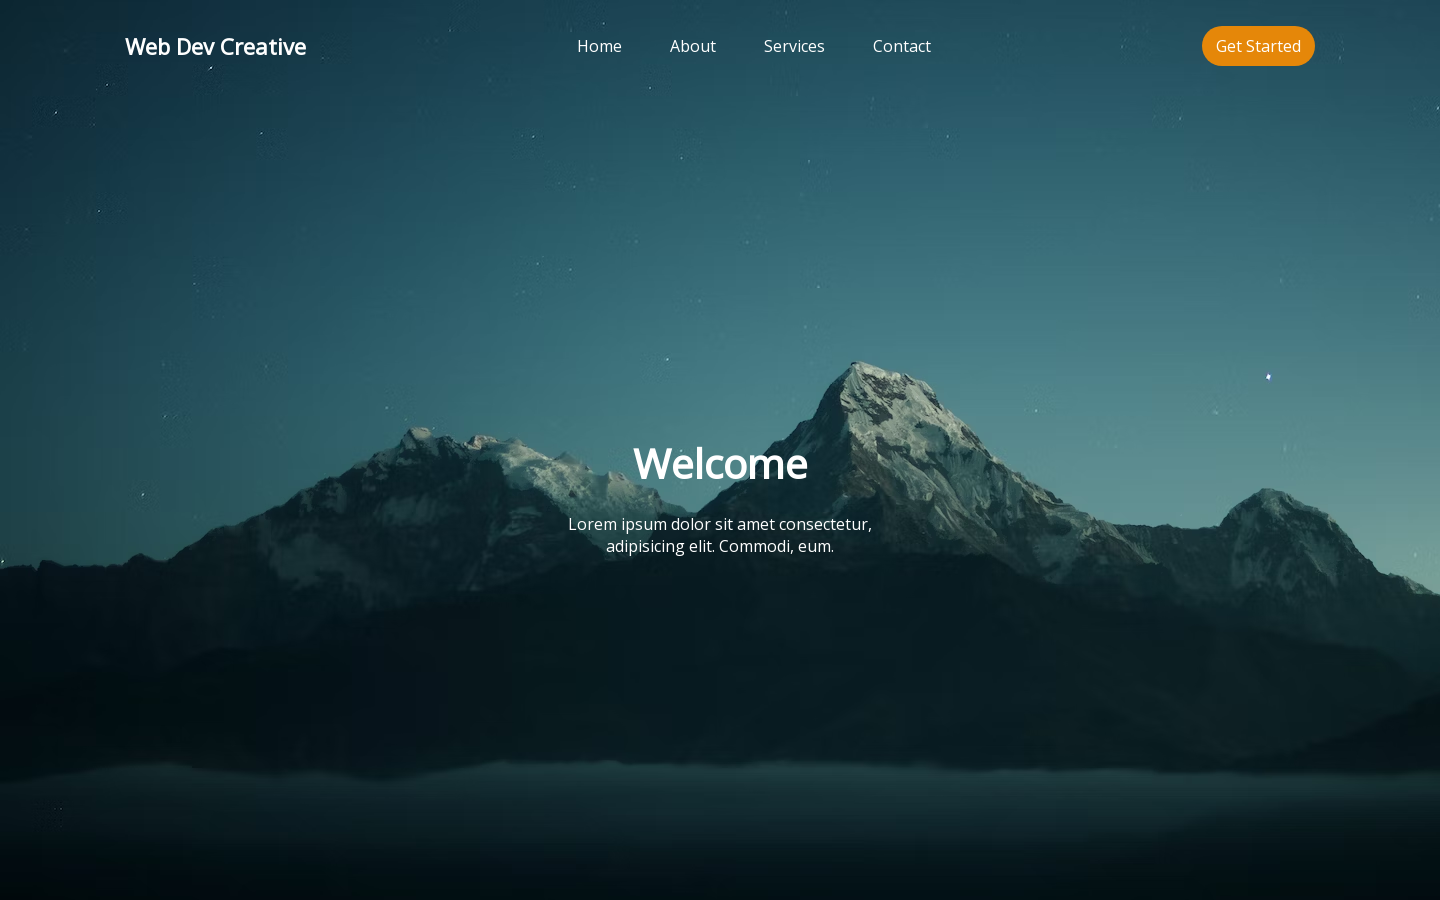 Web Dev Creative
Home
About
Services
Contact
Get Started
Welcome
Lorem ipsum dolor sit amet consectetur,
adipisicing elit. Commodi, eum.